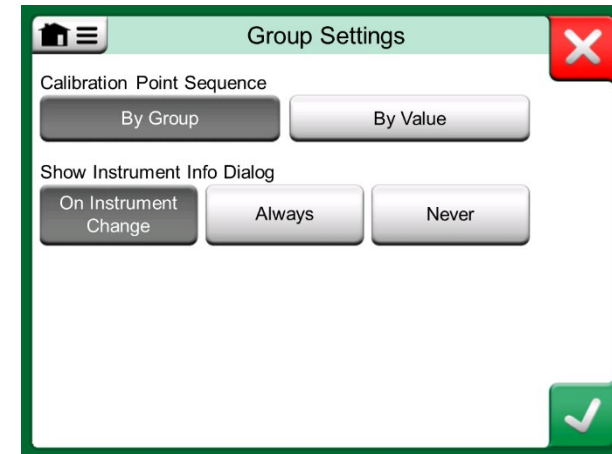 Group Settings
Calibration Point Sequence
By Group
By Value
Show Instrument Info Dialog
On Instrument
Change
Always
Never